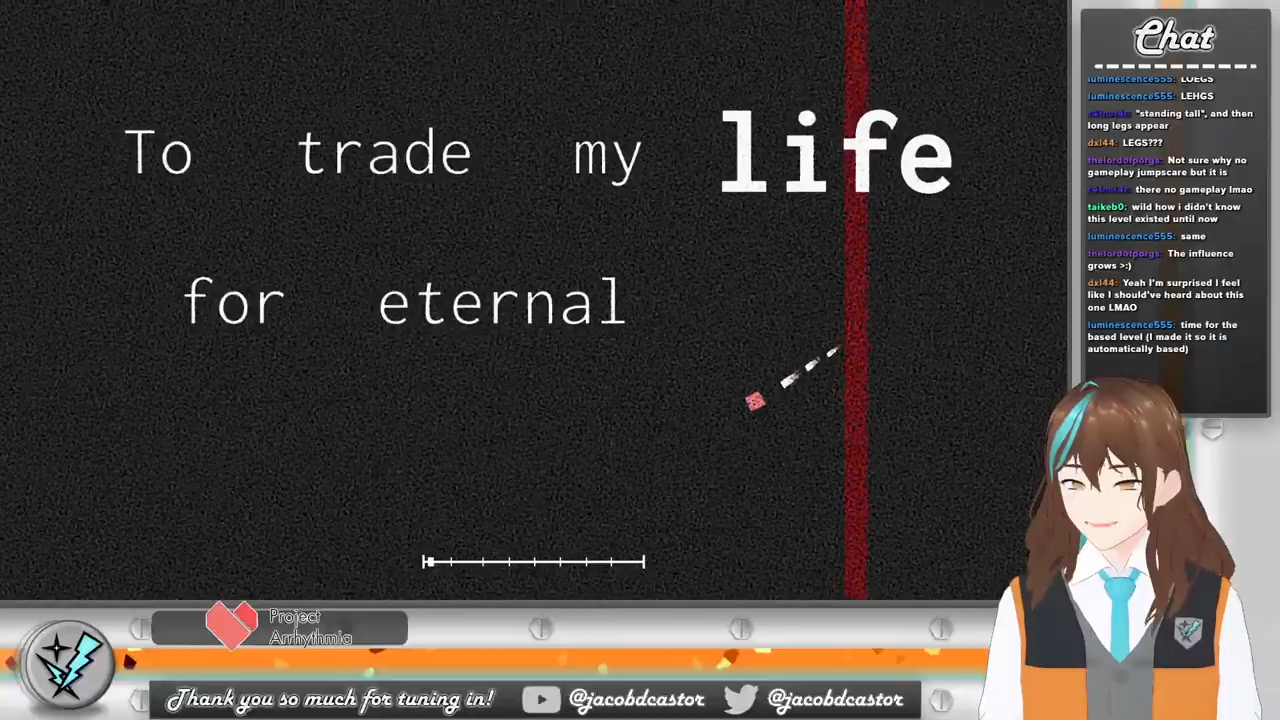 To trade my life
for eternal
Chat
luminescence555: LOEGS
luminescence555: LEHGS
"standing tall", and then
long legs appear
dxl44: LEGS???
thelordofporgs: Not sure why no
gameplay jumpscare but it is
there no gameplay lmao
taikeb0: wild how i didn't know
this level existed until now
luminescence555: same
thelordofporgs: The influence
grows >:)
dxl44: Yeah I'm surprised I feel
like I should've heard about this
one LMAO
luminescence555: time for the
based level (I made it so it is
automatically based)
Project
Arrhythmia
Thank you so much for tuning in!
@jacobdcastor
@jacobdcastor